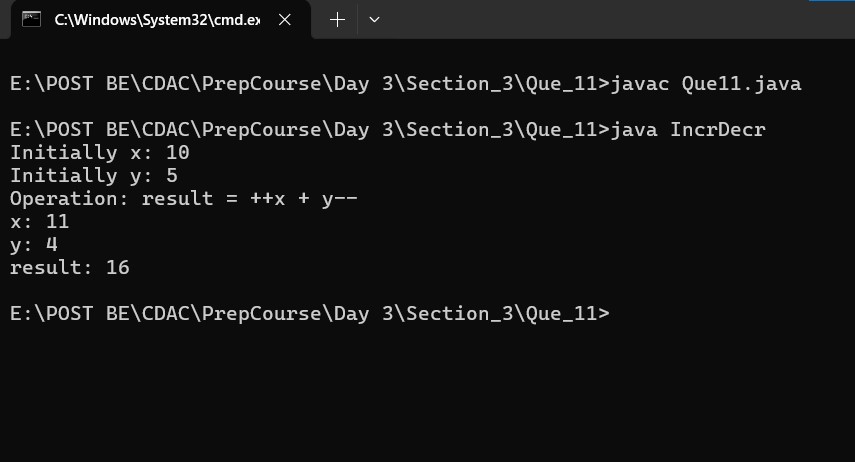 C:\Windows\System32\cmd.ex
E:\POST BE\CDAC\PrepCourse\Day 3\Section_3\Que_11>javac Que11.java
E:\POST BE\CDAC\PrepCourse\Day 3\Section_3\Que_11>java IncrDecr
Initially x: 10
Initially y: 5
Operation: result = ++x + y--
x: 11
y: 4
result: 16
E:\POST BE\CDAC\PrepCourse\Day 3\Section_3\Que_11>